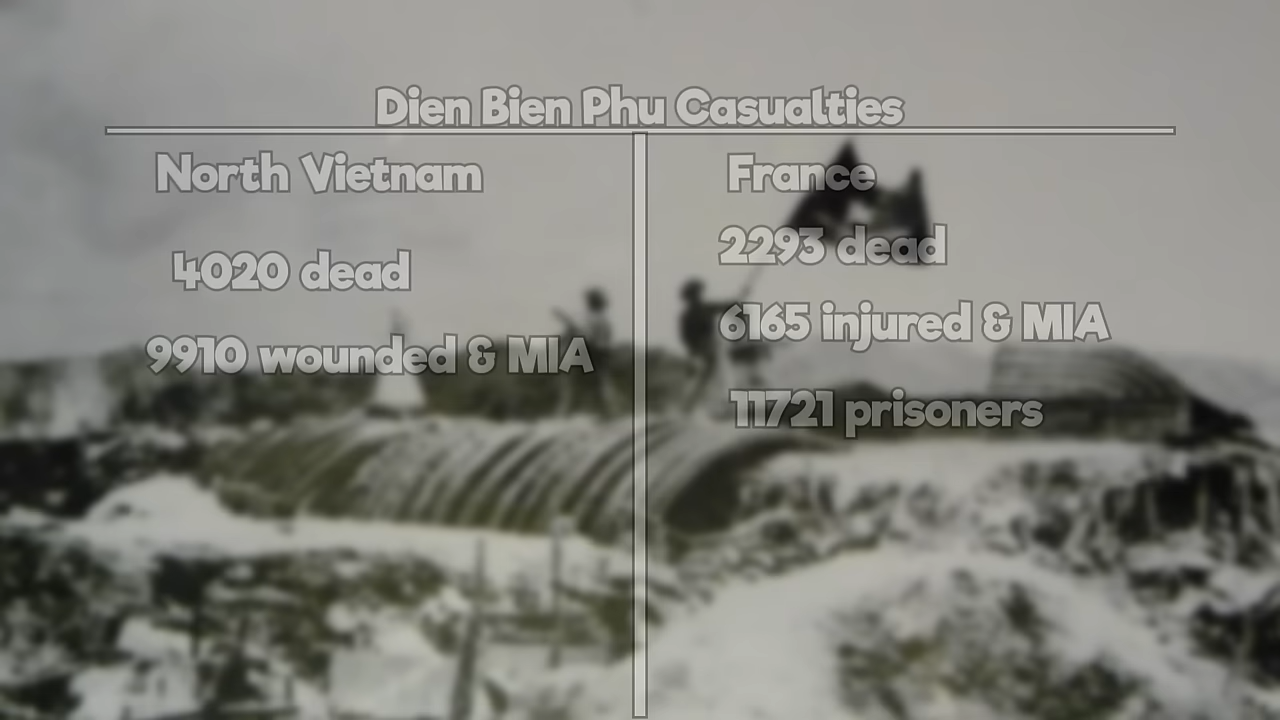 Dien Bien Phu Casualties
North Vietnam
4020 dead
9910 wounded & MIA
France
2293 dead
6165 injured & MIA
11721 prisoners